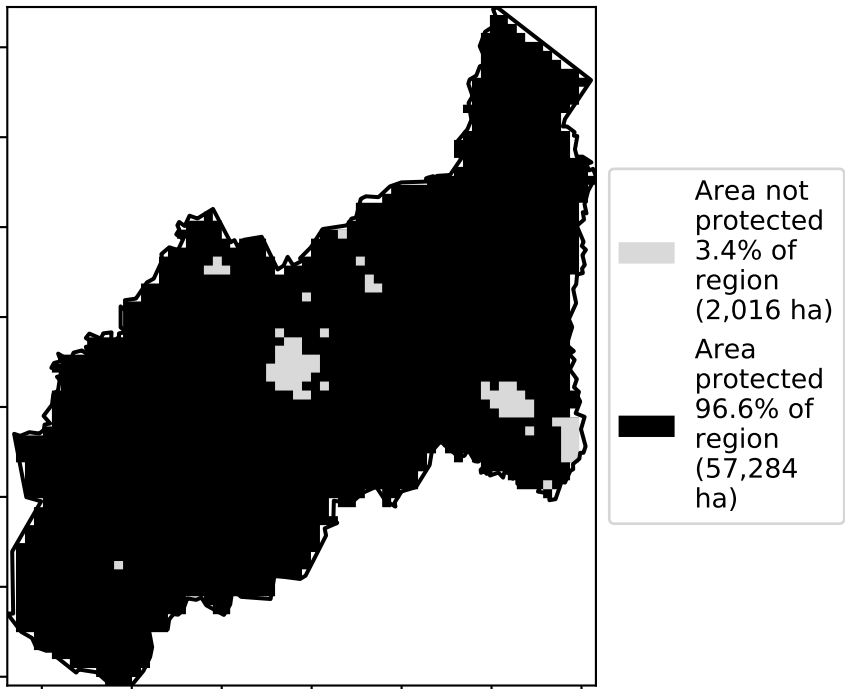 Area not
protected
3.4% of
region
(2,016 ha)
Area
protected
96.6% of
region
(57,284
ha)